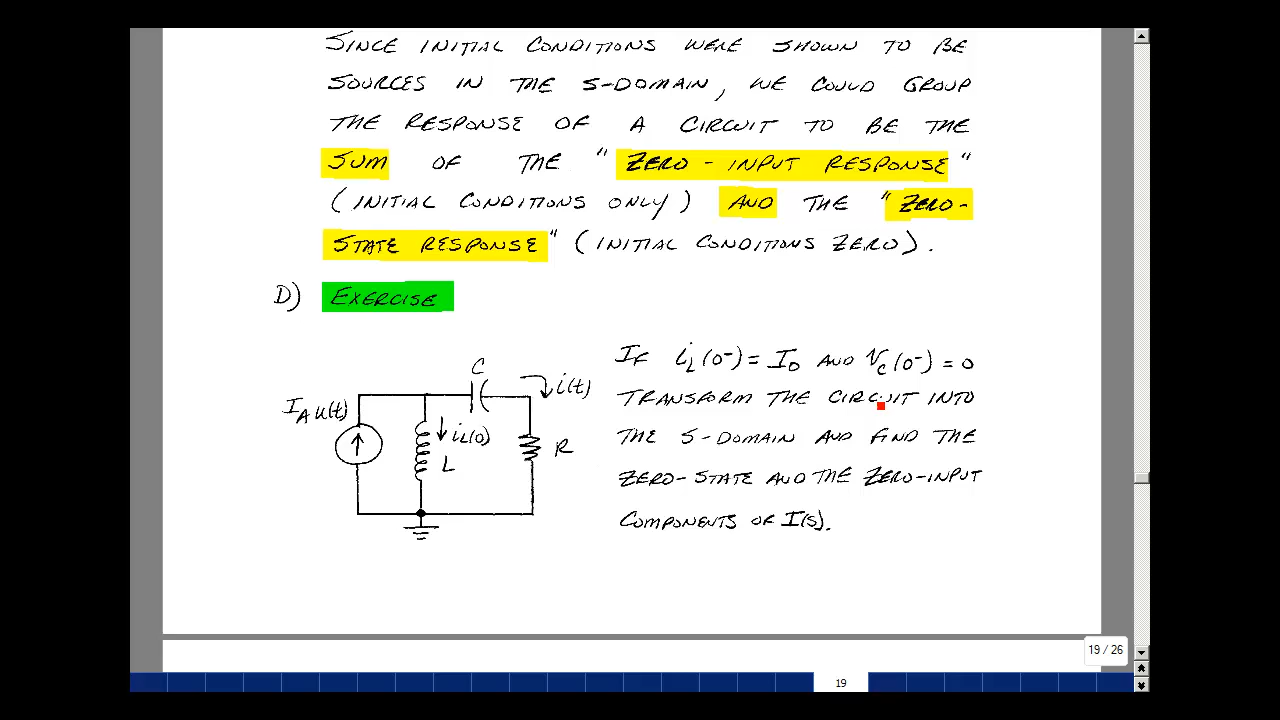 SINCE INITIAL CONDITIONS WERE SHOWN TO BE
SOURCES IN THE S-DOMAIN, WE COULD GROUP
THE RESPONSE OF A CIRCUIT TO BE THE
SUM OF THE "ZERO-INPUT RESPONSE"
(INITIAL CONDITIONS ONLY) AND THE "ZERO-
STATE RESPONSE" (INITIAL CONDITIONS ZERO).
D) EXERCISE
IF iL(0-) = I0 AND VC(0-) = 0
TRANSFORM THE CIRCUIT INTO
THE S-DOMAIN AND FIND THE
ZERO-STATE AND THE ZERO-INPUT
COMPONENTS OF I(S).
C
i(t)
IA u(t)
iL(0)
L
R
19 / 26
19